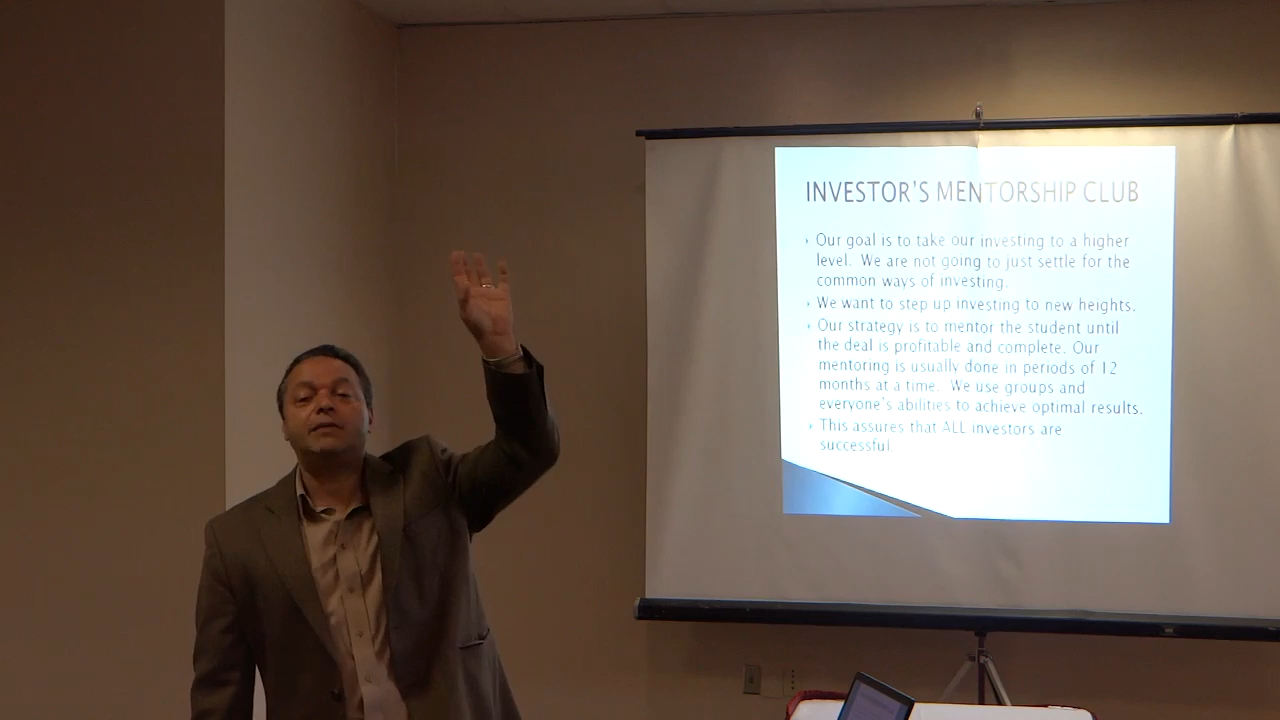 INVESTOR'S MENTORSHIP CLUB
Our goal is to take our investing to a higher
level. We are not going to just settle for the
common ways of investing.
We want to step up investing to new heights.
Our strategy is to mentor the student until
the deal is profitable and complete. Our
mentoring is usually done in periods of 12
months at a time. We use groups and
everyone's abilities to achieve optimal results.
This assures that ALL investors are
successful.